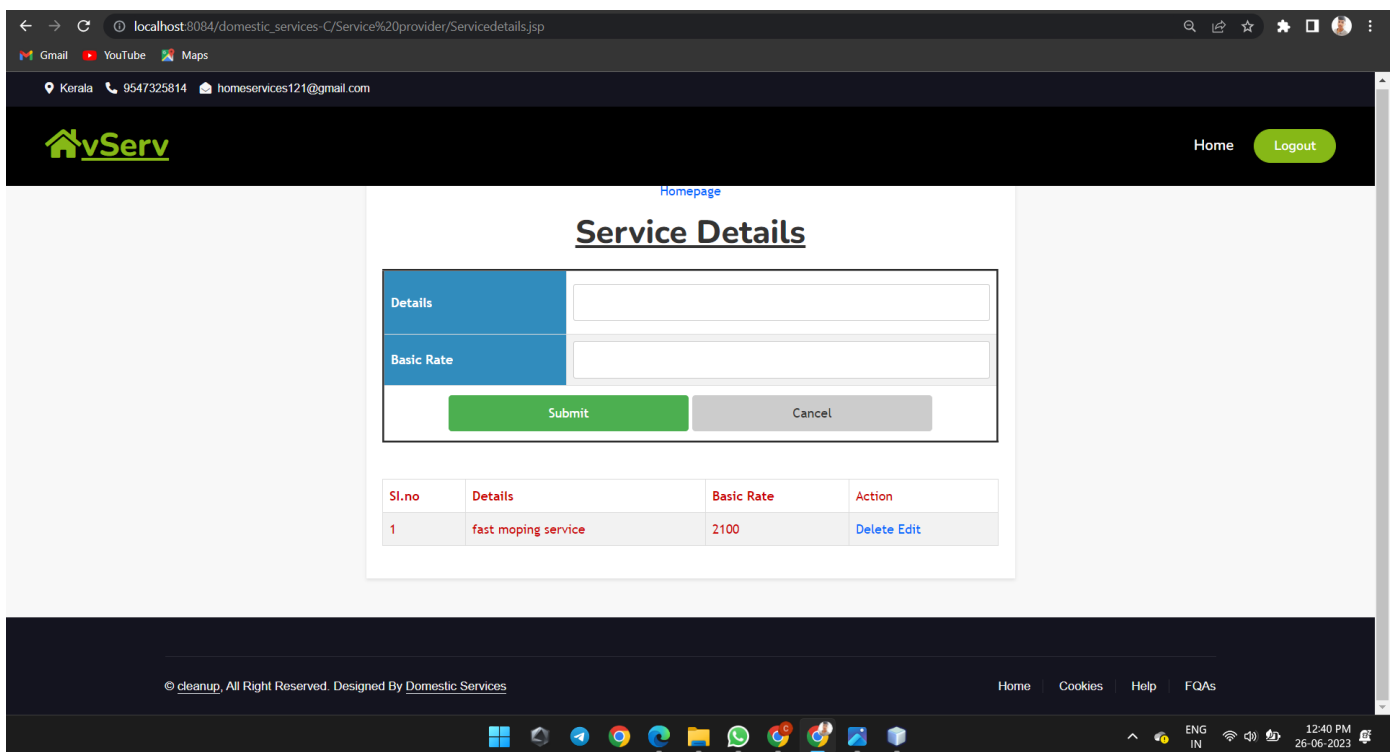 localhost:8084/domestic_services-C/Service%20provider/Servicedetails.jsp
Gmail YouTube Maps
Kerala 9547325814 homeservices121@gmail.com
vServ Home Logout
Homepage
Service Details
Details
Basic Rate
Submit Cancel
Sl.no Details Basic Rate Action
1 fast moping service 2100 Delete Edit
© cleanup, All Right Reserved. Designed By Domestic Services Home Cookies Help FQAs
ENG 12:40 PM
IN 26-06-2023